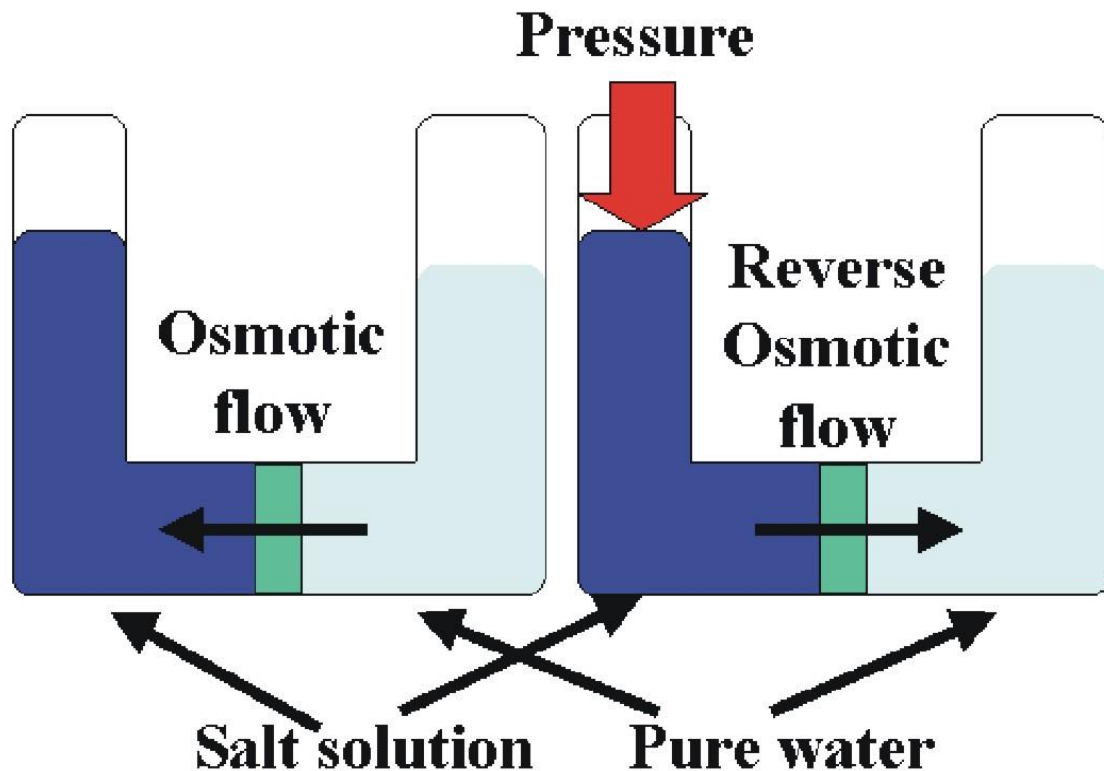 Pressure
Osmotic
flow
Reverse
Osmotic
flow
Salt solution
Pure water